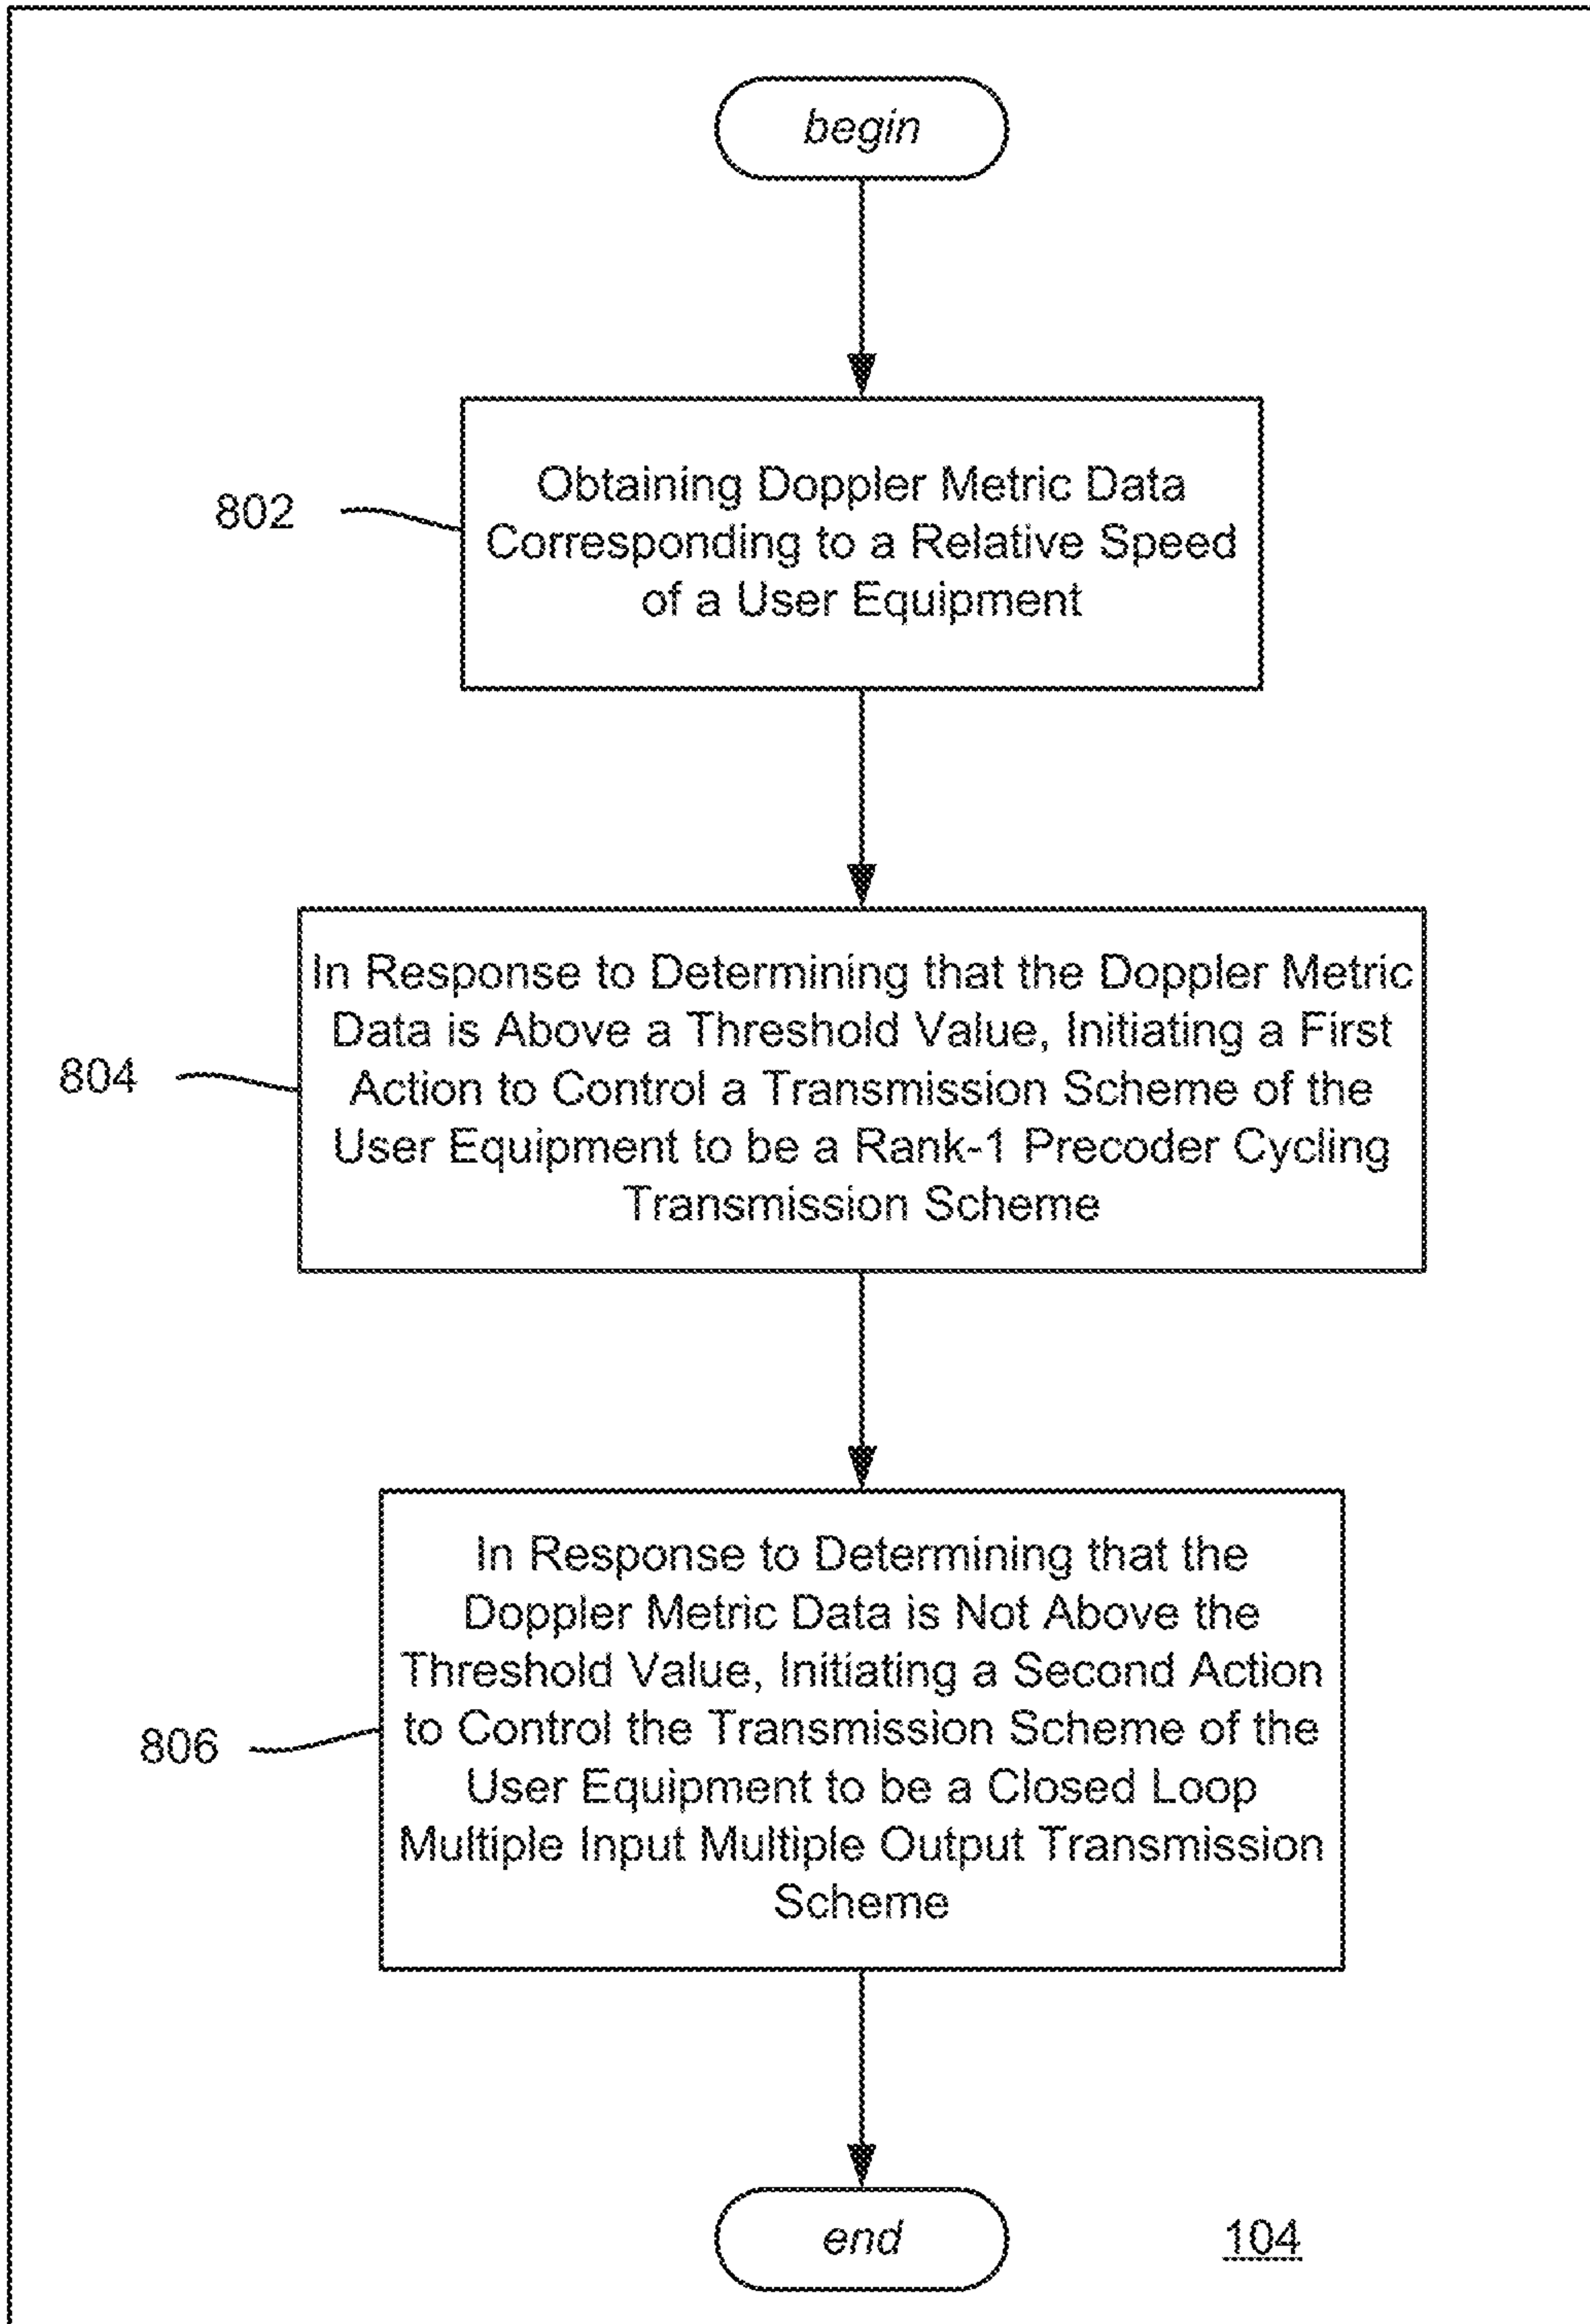 begin
802
Obtaining Doppler Metric Data
Corresponding to a Relative Speed
of a User Equipment
804
In Response to Determining that the Doppler Metric
Data is Above a Threshold Value, Initiating a First
Action to Control a Transmission Scheme of the
User Equipment to be a Rank-1 Precoder Cycling
Transmission Scheme
806
In Response to Determining that the
Doppler Metric Data is Not Above the
Threshold Value, Initiating a Second Action
to Control the Transmission Scheme of the
User Equipment to be a Closed Loop
Multiple Input Multiple Output Transmission
Scheme
end
104